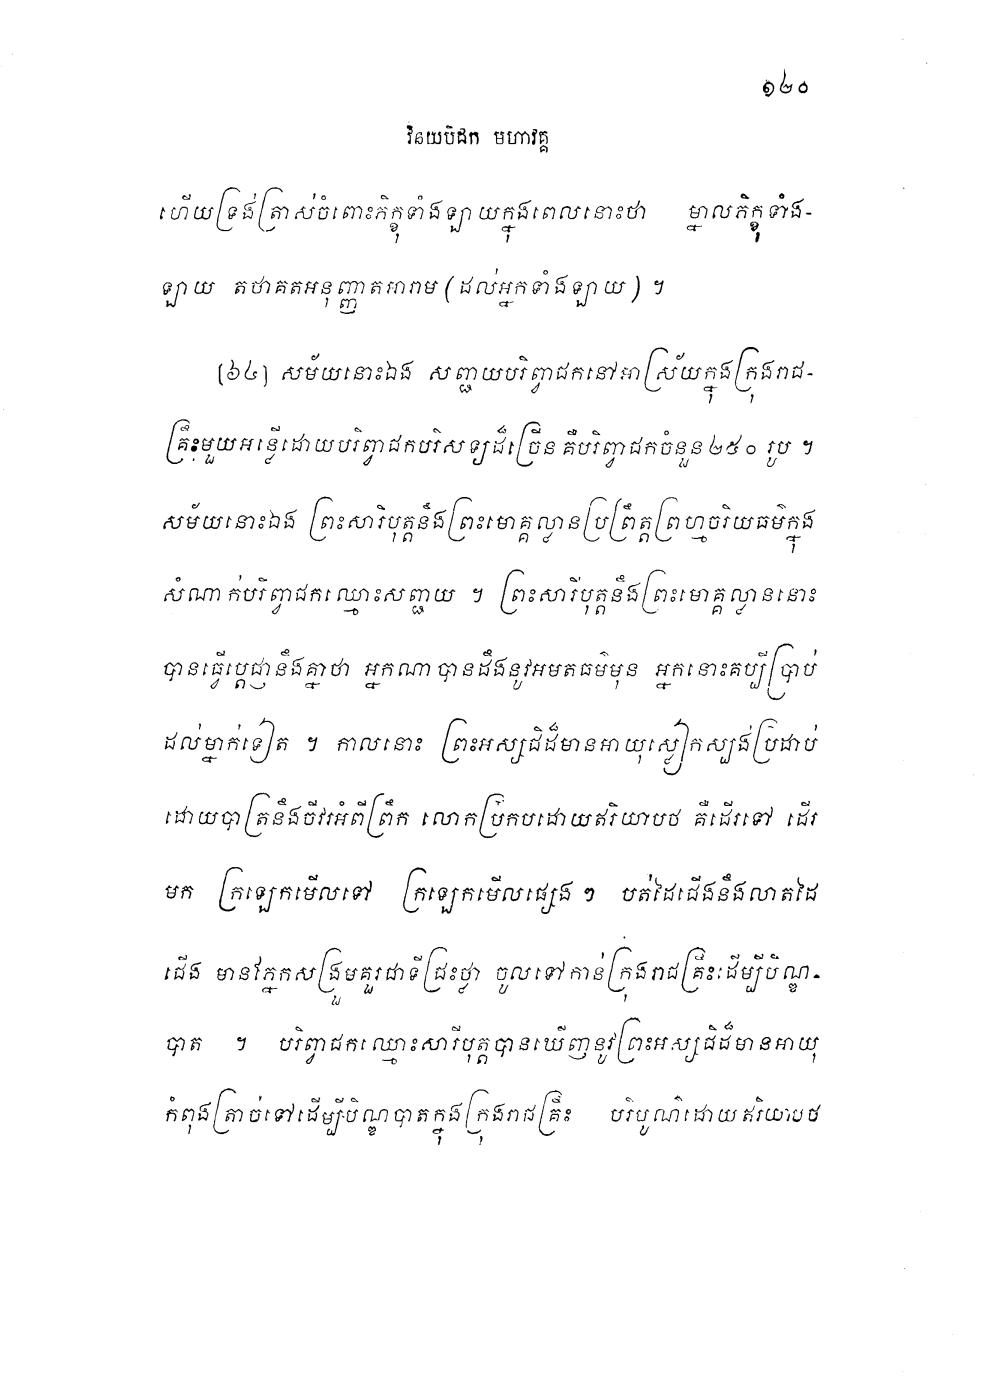 ១៤០
វិនយបិដក មហាវគ្គ
ហើយទ្រង់ត្រាស់ចំពោះភិក្ខុទាំងឡាយក្នុងពេលនោះថា ម្នាលភិក្ខុទាំង-
ឡាយ តថាគតអនុញ្ញាតអារាម (ដល់អ្នកទាំងឡាយ) ។
[៦៤] សម័យនោះឯង សញ្ជយបរិព្វាជកនៅអាស្រ័យក្នុងក្រុងរាជ-
គ្រឹះមួយអន្លើដោយបរិព្វាជកបរិសទ្យដ៏ច្រើន គឺបរិព្វាជកចំនួន២៥០ រូប ។
សម័យនោះឯង ព្រះសារិបុត្តនឹងព្រះមោគ្គល្លានប្រព្រឹត្តព្រហ្មចរិយធម៌ក្នុង
សំណាក់បរិព្វាជកឈ្មោះសញ្ជយ ។ ព្រះសារីបុត្តនឹងព្រះមោគ្គល្លាននោះ
បានធ្វើប្តេជ្ញានឹងគ្នាថា អ្នកណាបានដឹងនូវអមតធម៌មុន អ្នកនោះគប្បីប្រាប់
ដល់ម្នាក់ទៀត ។ កាលនោះ ព្រះអស្សជិដ៏មានអាយុស្លៀកស្បង់ប្រដាប់
ដោយបាត្រនឹងចីវរអំពីព្រឹក លោកប្រកបដោយឥរិយាបថ គឺដើរទៅ ដើរ
មក ក្រឡេកមើលទៅ ក្រឡេកមើលផ្សេងៗ បត់ដៃជើងនឹងលាតដៃ
ជើង មានភ្នែកសង្រួមគួរជាទីជ្រះថ្លា ចូលទៅកាន់ក្រុងរាជគ្រឹះដើម្បីបិណ្ឌ-
បាត ។ បរិព្វាជកឈ្មោះសារីបុត្តបានឃើញនូវព្រះអស្សជិដ៏មានអាយុ
កំពុងត្រាច់ទៅដើម្បីបិណ្ឌបាតក្នុងក្រុងរាជគ្រឹះ បរិបូណ៌ដោយឥរិយាបថ